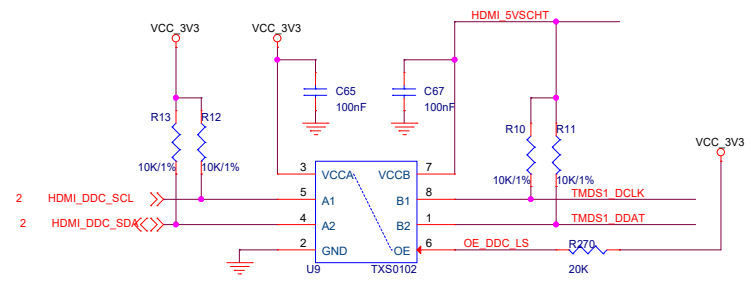 HDMI_5VSCHT
VCC_3V3
VCC_3V3
C65
100nF
C67
100nF
R13
R12
R10
R11
VCC_3V3
10K/1%
10K/1%
10K/1%
10K/1%
3
VCCA
VCCB
7
2
HDMI_DDC_SCL
5
A1
B1
8
TMDS1_DCLK
2
HDMI_DDC_SDA
4
A2
B2
1
TMDS1_DDAT
2
GND
OE
6
OE_DDC_LS
R270
U9
TXS0102
20K